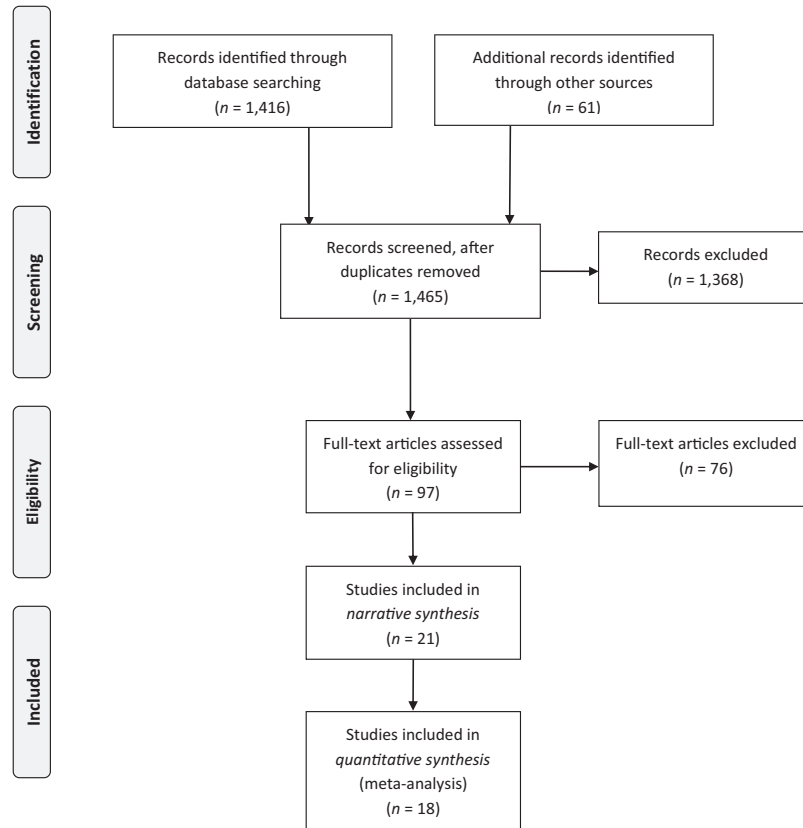 Identification
Records identified through
database searching
(n = 1,416)
Additional records identified
through other sources
(n = 61)
Screening
Records screened, after
duplicates removed
(n = 1,465)
Records excluded
(n = 1,368)
Eligibility
Full-text articles assessed
for eligibility
(n = 97)
Full-text articles excluded
(n = 76)
Studies included in
narrative synthesis
(n = 21)
Included
Studies included in
quantitative synthesis
(meta-analysis)
(n = 18)